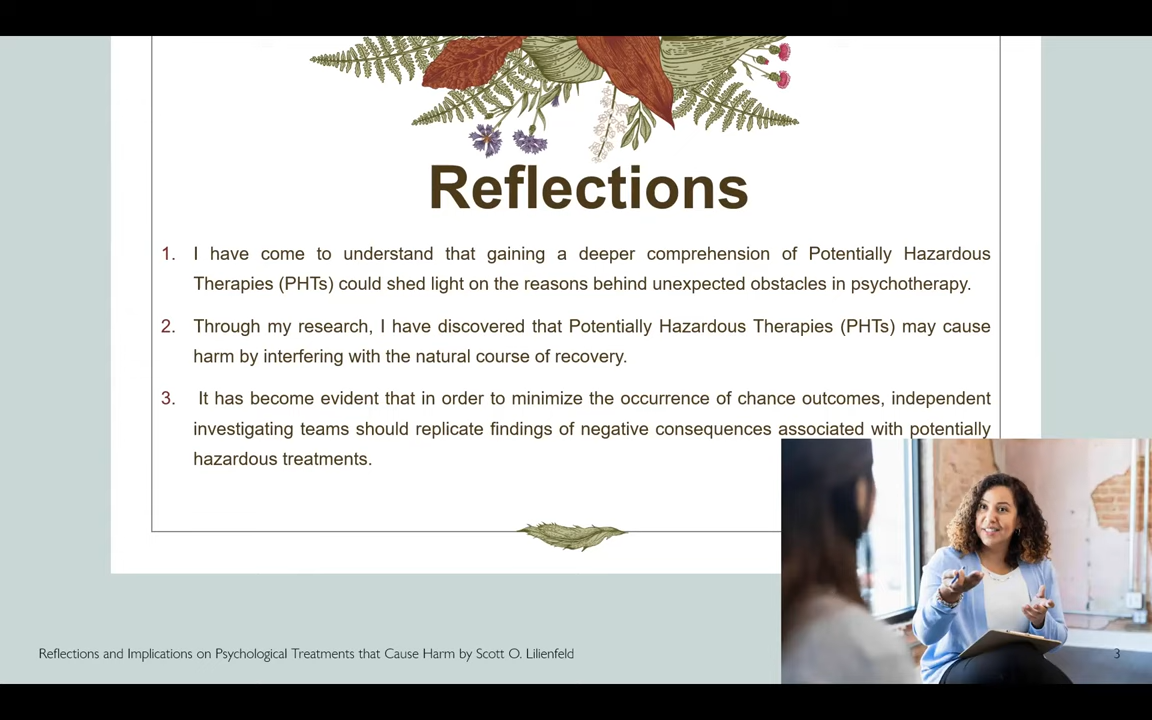 Reflections
1. I have come to understand that gaining a deeper comprehension of Potentially Hazardous
Therapies (PHTs) could shed light on the reasons behind unexpected obstacles in psychotherapy.
2. Through my research, I have discovered that Potentially Hazardous Therapies (PHTs) may cause
harm by interfering with the natural course of recovery.
3. It has become evident that in order to minimize the occurrence of chance outcomes, independent
investigating teams should replicate findings of negative consequences associated with potentially
hazardous treatments.
Reflections and Implications on Psychological Treatments that Cause Harm by Scott O. Lilienfeld
3